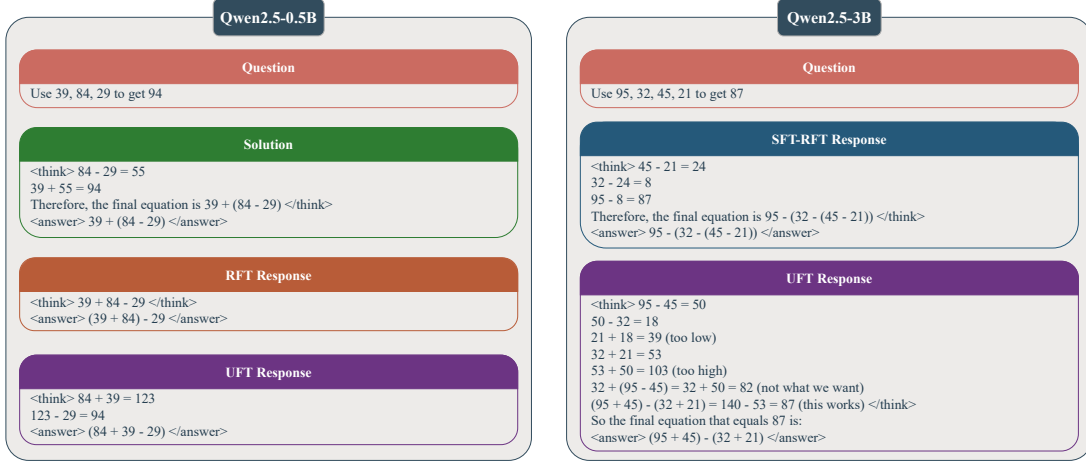 Qwen2.5-0.5B
Question
Use 39, 84, 29 to get 94
Solution
<think> 84 - 29 = 55
39 + 55 = 94
Therefore, the final equation is 39 + (84 - 29) </think>
<answer> 39 + (84 - 29) </answer>
RFT Response
<think> 39 + 84 - 29 </think>
<answer> (39 + 84) - 29 </answer>
UFT Response
<think> 84 + 39 = 123
123 - 29 = 94
<answer> (84 + 39 - 29) </answer>
Qwen2.5-3B
Question
Use 95, 32, 45, 21 to get 87
SFT-RFT Response
<think> 45 - 21 = 24
32 - 24 = 8
95 - 8 = 87
Therefore, the final equation is 95 - (32 - (45 - 21)) </think>
<answer> 95 - (32 - (45 - 21)) </answer>
UFT Response
<think> 95 - 45 = 50
50 - 32 = 18
21 + 18 = 39 (too low)
32 + 21 = 53
53 + 50 = 103 (too high)
32 + (95 - 45) = 32 + 50 = 82 (not what we want)
(95 + 45) - (32 + 21) = 140 - 53 = 87 (this works) </think>
So the final equation that equals 87 is:
<answer> (95 + 45) - (32 + 21) </answer>